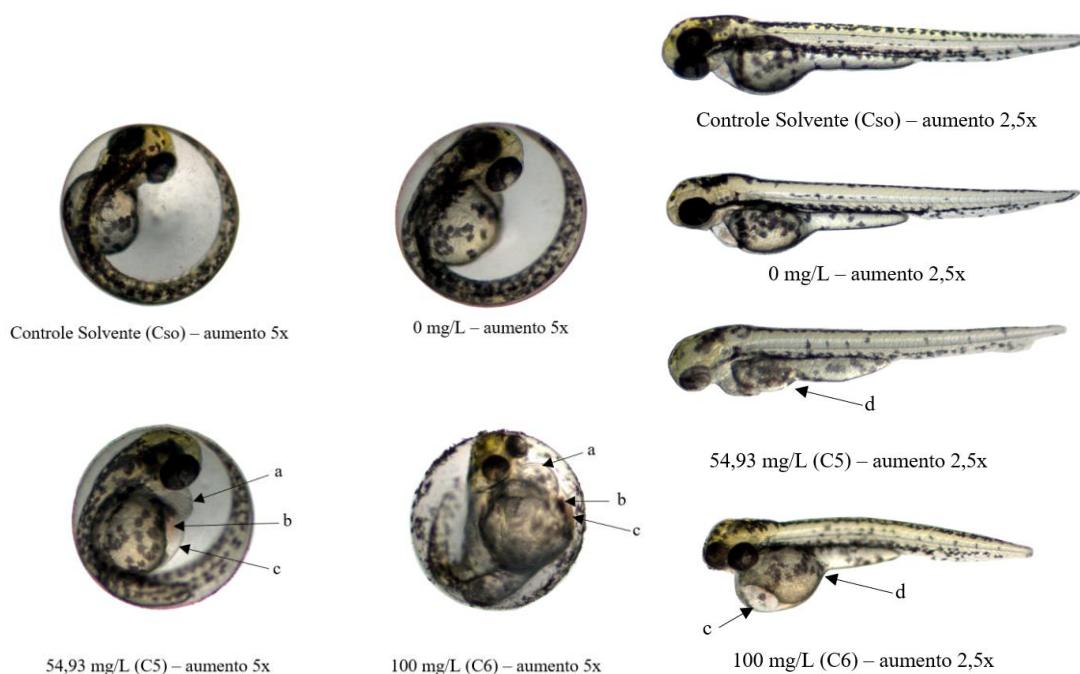 Controle Solvente (Cso) – aumento 2,5x
0 mg/L – aumento 2,5x
Controle Solvente (Cso) – aumento 5x
0 mg/L – aumento 5x
d
54,93 mg/L (C5) – aumento 2,5x
a
b
c
a
b
c
d
c
54,93 mg/L (C5) – aumento 5x
100 mg/L (C6) – aumento 5x
100 mg/L (C6) – aumento 2,5x